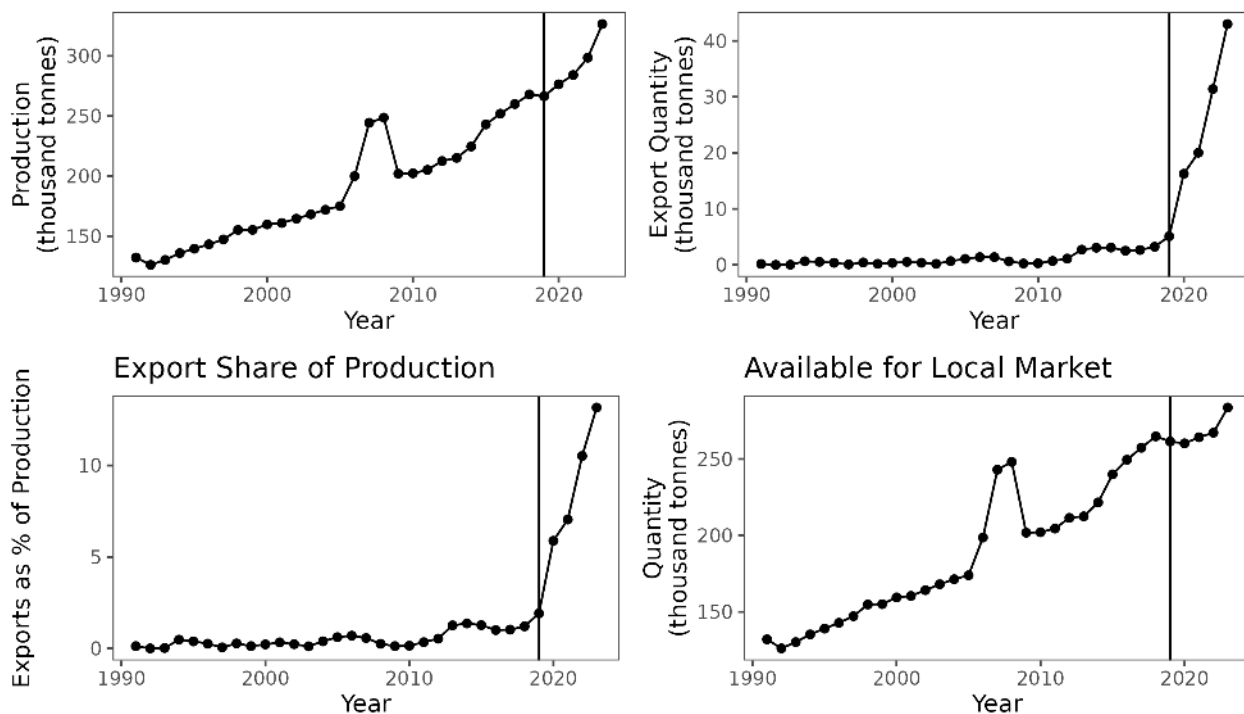 Production
(thousand tonnes)
300
250
200
150
1990
2000
2010
2020
Year
Export Quantity
(thousand tonnes)
40
30
20
10
0
1990
2000
2010
2020
Year
Export Share of Production
Exports as % of Production
10
5
0
1990
2000
2010
2020
Year
Available for Local Market
Quantity
(thousand tonnes)
250
200
150
1990
2000
2010
2020
Year